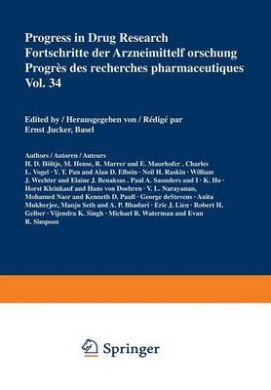 Progress in Drug Research
Fortschritte der Arzneimittelf orschung
Progrès des recherches pharmaceutiques
Vol. 34
Edited by / Herausgegeben von / Rédigé par
Ernst Jucker, Basel
Authors / Autoren / Auteurs
H. D. Höltje, M. Hense, R. Marrer and E. Maurhofer . Charles
L. Vogel · Y. T. Pan and Alan D. Elbein · Neil H. Raskin · William
J. Wechter and Elaine J. Benaksas . Paul A. Saunders and I · K. Ho ·
Horst Kleinkauf and Hans von Doehren · V. L. Narayanan,
Mohamed Nasr and Kenneth D. Paull · George deStevens · Anita
Mukherjee, Manju Seth and A. P. Bhaduri · Eric J. Lien · Robert H.
Gelber · Vijendra K. Singh · Michael R. Waterman and Evan
R. Simpson
Springer